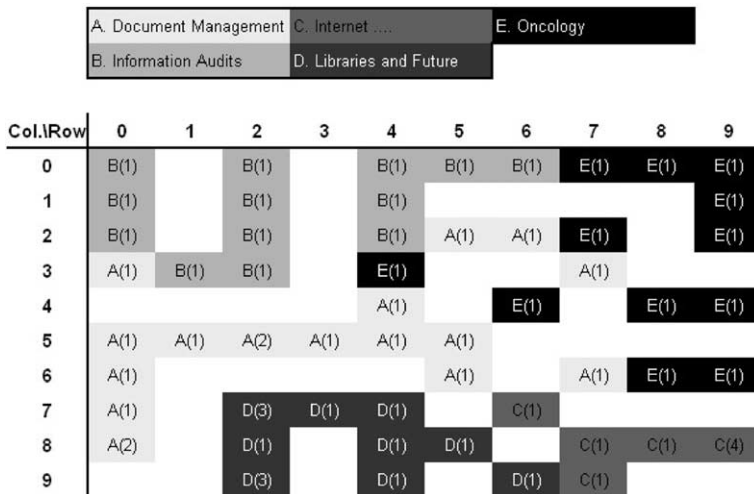 A. Document Management C. Internet .... E. Oncology
B. Information Audits D. Libraries and Future
Col.\Row 0 1 2 3 4 5 6 7 8 9
0 B(1) B(1) B(1) B(1) B(1) E(1) E(1) E(1)
1 B(1) B(1) B(1) E(1)
2 B(1) B(1) B(1) A(1) A(1) E(1) E(1)
3 A(1) B(1) B(1) E(1) A(1)
4 A(1) E(1) E(1) E(1)
5 A(1) A(1) A(2) A(1) A(1) A(1)
6 A(1) A(1) A(1) E(1) E(1)
7 A(1) D(3) D(1) D(1) C(1)
8 A(2) D(1) D(1) D(1) C(1) C(1) C(4)
9 D(3) D(1) D(1) C(1)